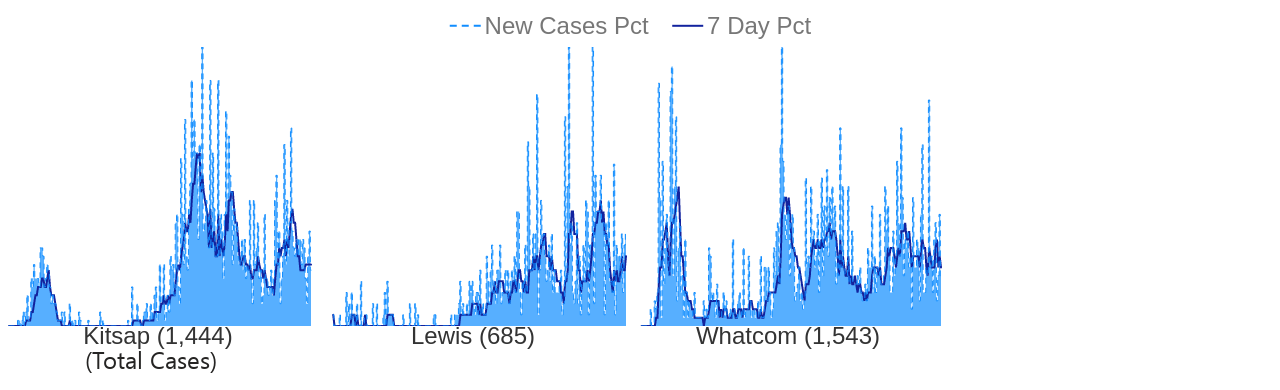 New Cases Pct 7 Day Pct
Kitsap (1,444) Lewis (685) Whatcom (1,543)
(Total Cases)